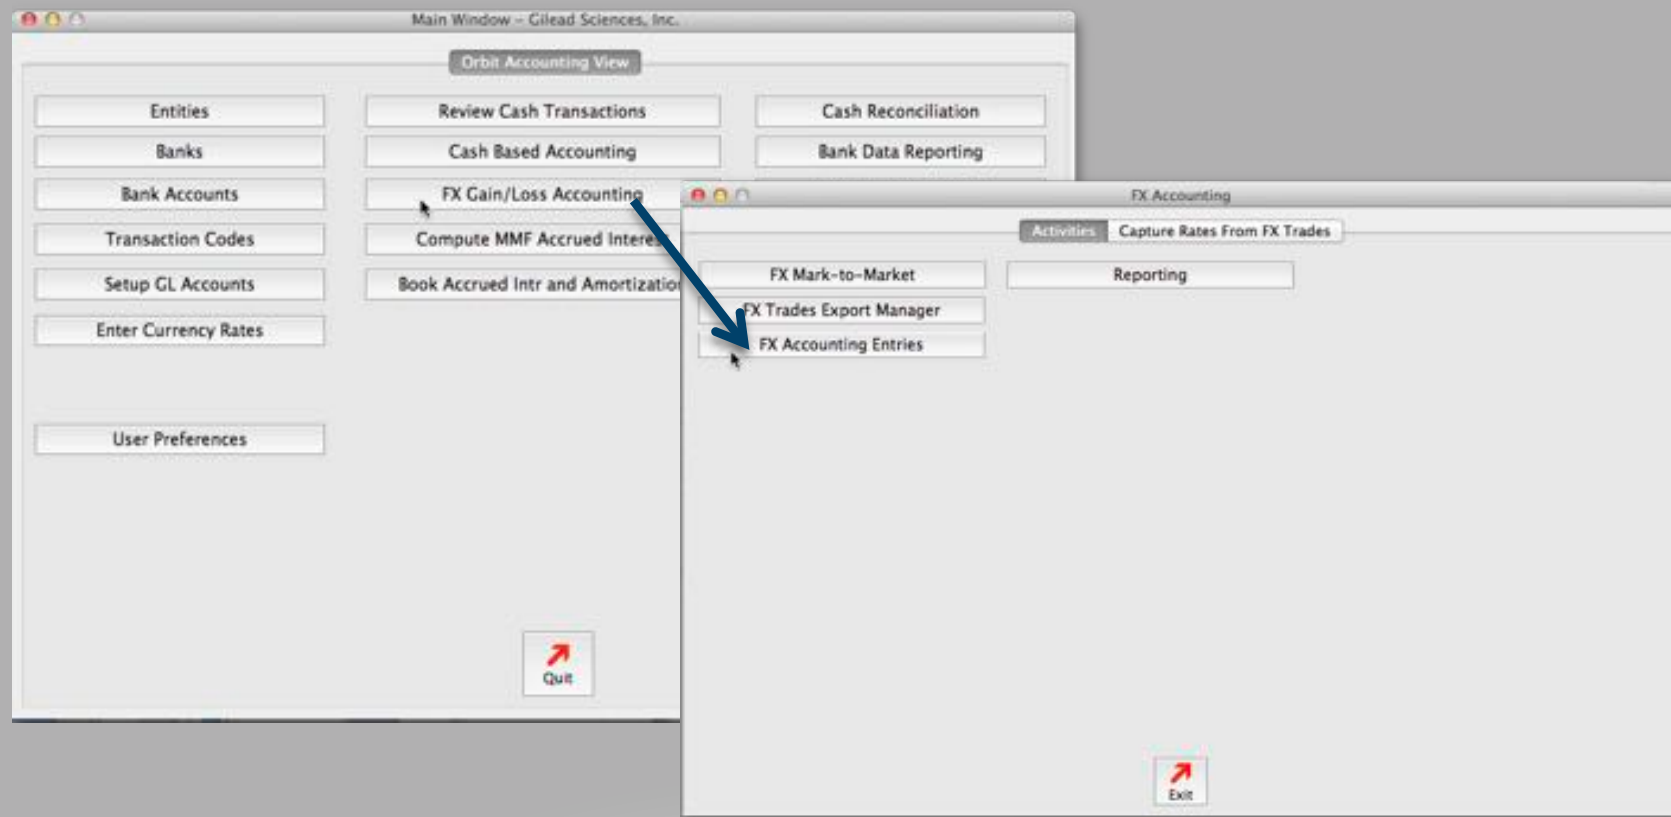 Main Window – Gilead Sciences, Inc.
Orbit Accounting View
Entities
Banks
Bank Accounts
Transaction Codes
Setup GL Accounts
Enter Currency Rates
User Preferences
Review Cash Transactions
Cash Based Accounting
FX Gain/Loss Accounting
Compute MMF Accrued Interest
Book Accrued Intr and Amortization
Cash Reconciliation
Bank Data Reporting
Quit
FX Accounting
Activities
Capture Rates From FX Trades
FX Mark-to-Market
FX Trades Export Manager
FX Accounting Entries
Reporting
Exit